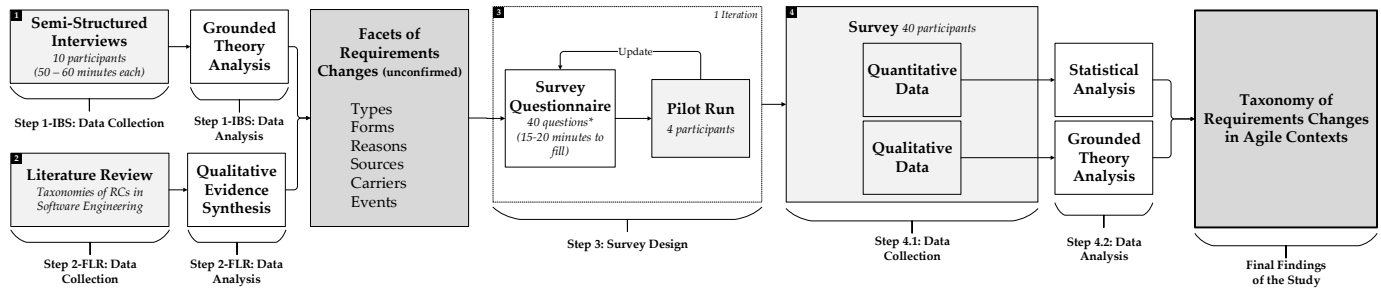 1
Semi-Structured
Interviews
10 participants
(50 – 60 minutes each)
Step 1-IBS: Data Collection
Grounded
Theory
Analysis
Step 1-IBS: Data
Analysis
2
Literature Review
Taxonomies of RCs in
Software Engineering
Step 2-FLR: Data
Collection
Qualitative
Evidence
Synthesis
Step 2-FLR: Data
Analysis
Facets of
Requirements
Changes (unconfirmed)
Types
Forms
Reasons
Sources
Carriers
Events
3
1 Iteration
Update
Survey
Questionnaire
40 questions*
(15-20 minutes to
fill)
Pilot Run
4 participants
Step 3: Survey Design
4
Survey 40 participants
Quantitative
Data
Qualitative
Data
Step 4.1: Data
Collection
Statistical
Analysis
Grounded
Theory
Analysis
Step 4.2: Data
Analysis
Taxonomy of
Requirements Changes
in Agile Contexts
Final Findings
of the Study